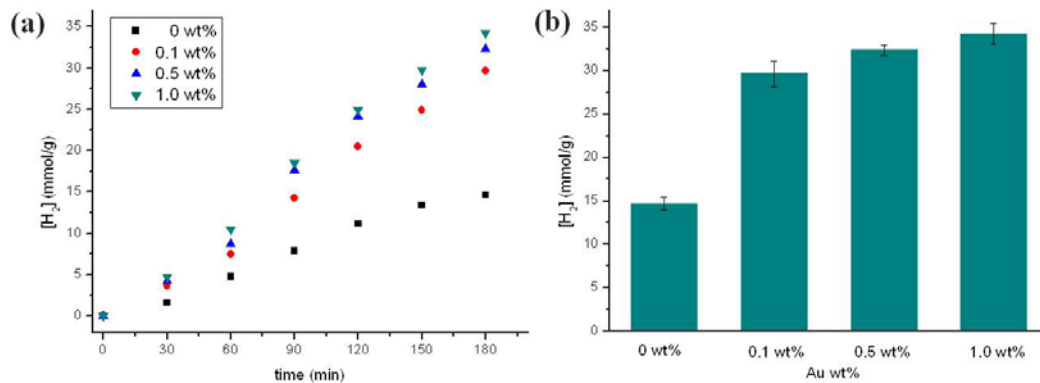 (a)
0 wt%
0.1 wt%
0.5 wt%
1.0 wt%
[H₂] (mmol/g)
35
30
25
20
15
10
5
0
0 30 60 90 120 150 180
time (min)
(b)
[H₂] (mmol/g)
35
30
25
20
15
10
5
0
0 wt% 0.1 wt% 0.5 wt% 1.0 wt%
Au wt%